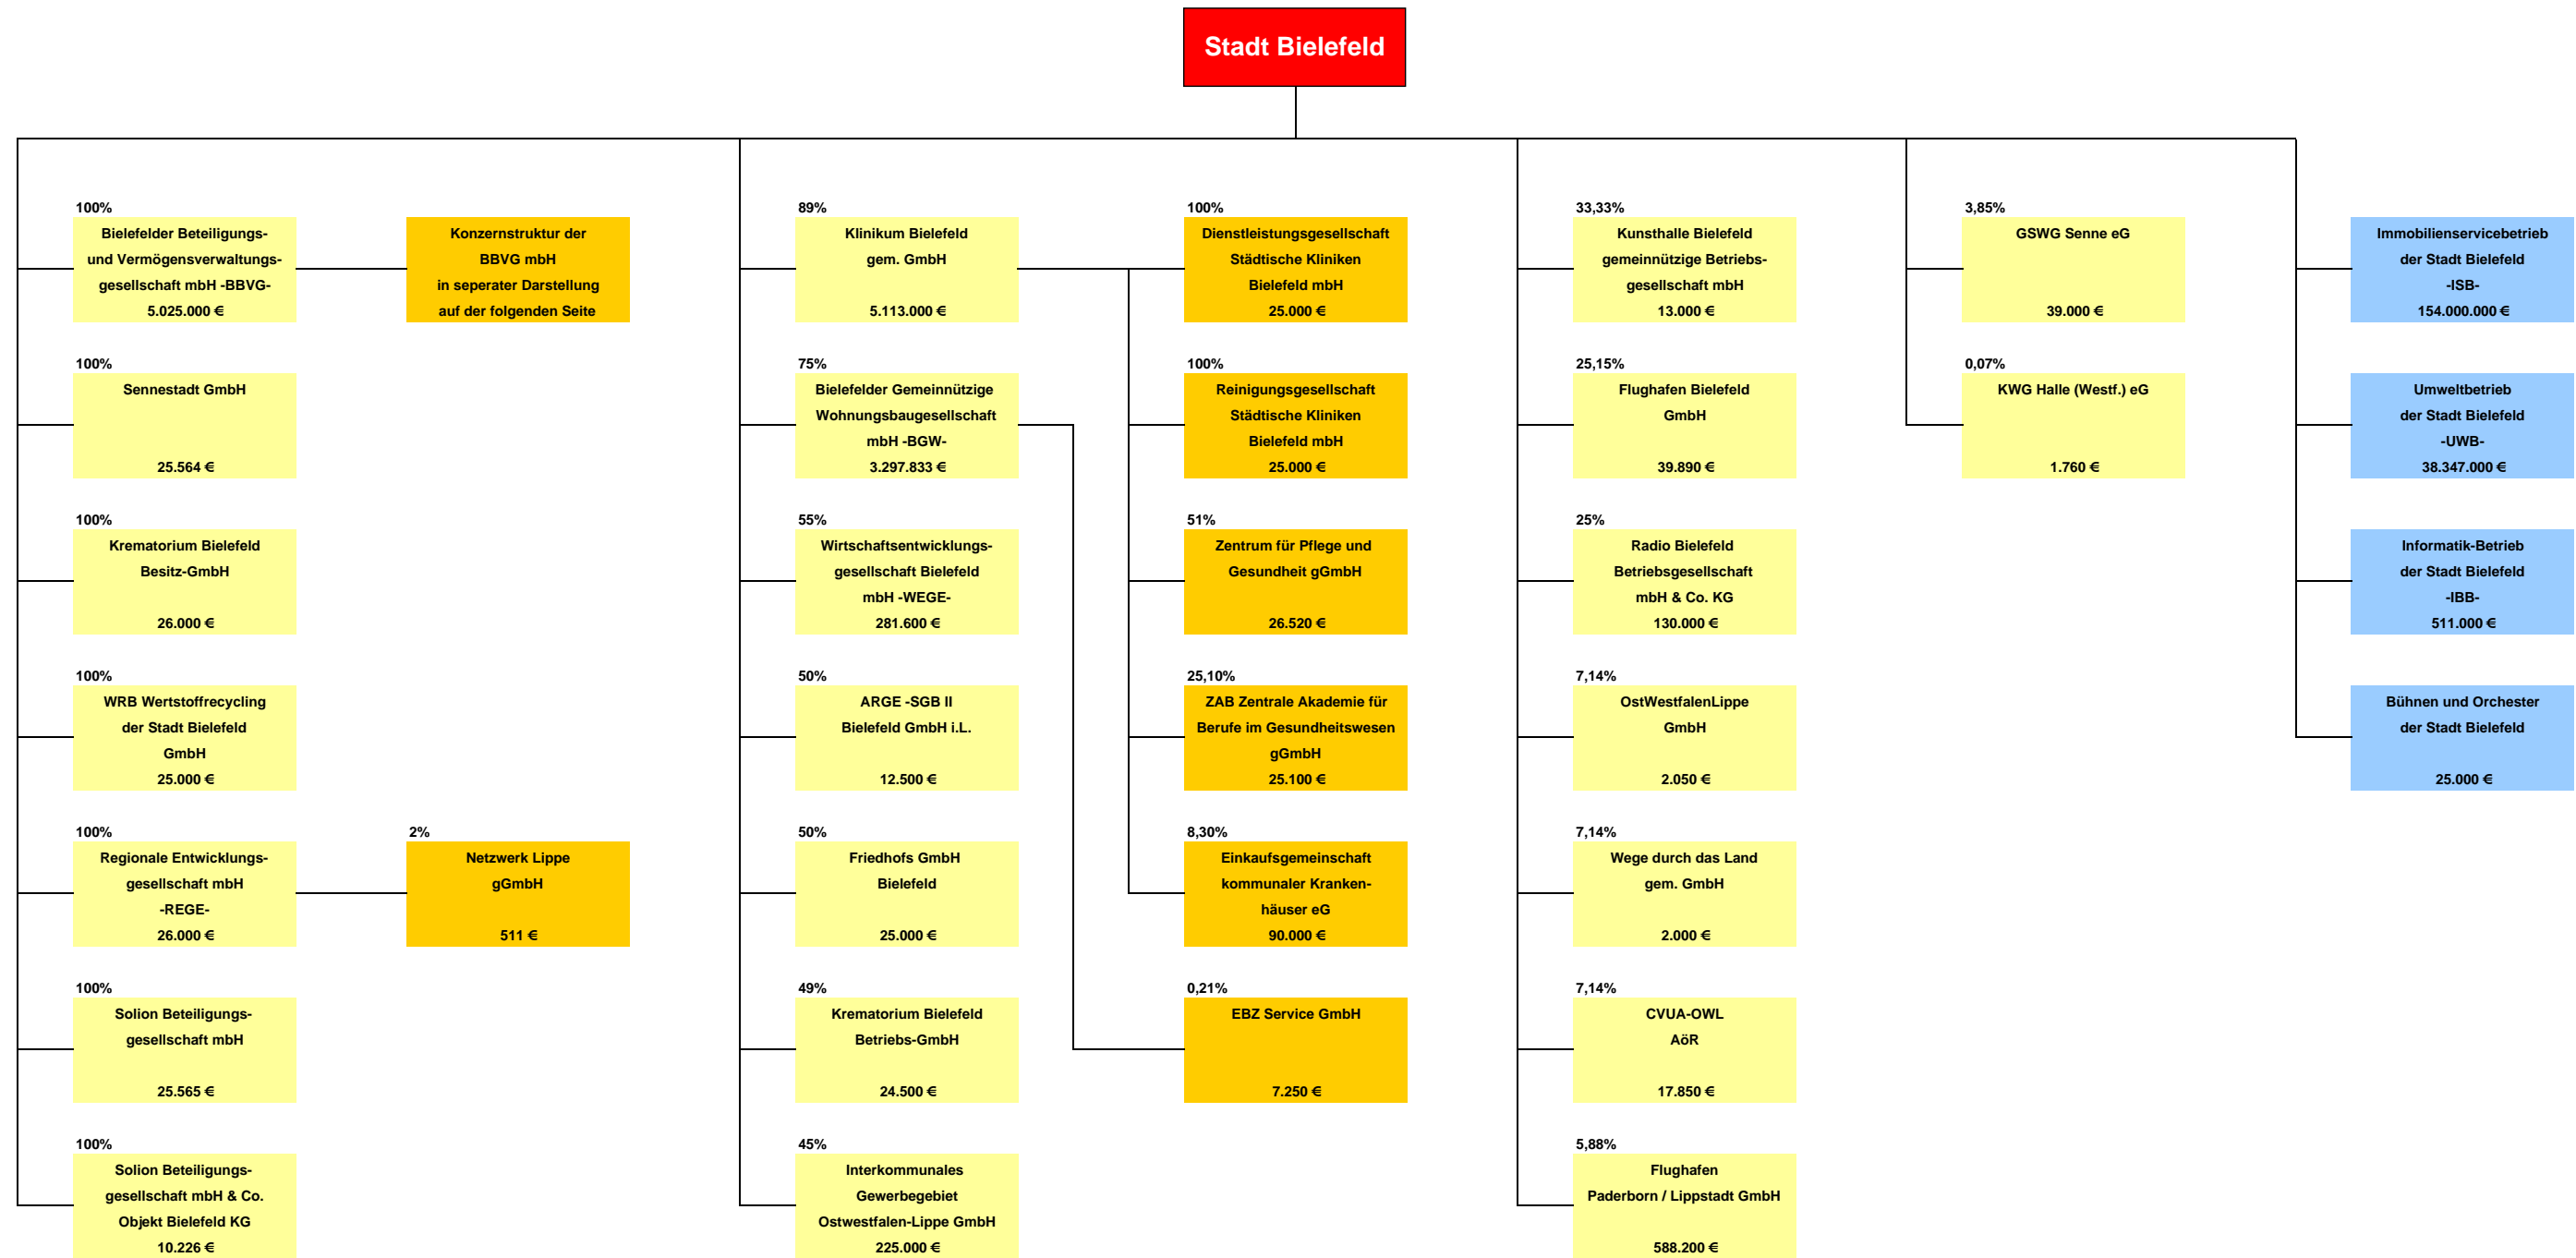 Stadt Bielefeld
100%
Bielefelder Beteiligungs-
und Vermögensverwaltungs-
gesellschaft mbH -BBVG-
5.025.000 €
Konzernstruktur der
BBVG mbH
in seperater Darstellung
auf der folgenden Seite
100%
Sennestadt GmbH
25.564 €
100%
Krematorium Bielefeld
Besitz-GmbH
26.000 €
100%
WRB Wertstoffrecycling
der Stadt Bielefeld
GmbH
25.000 €
100%
Regionale Entwicklungs-
gesellschaft mbH
-REGE-
26.000 €
2%
Netzwerk Lippe
gGmbH
511 €
100%
Solion Beteiligungs-
gesellschaft mbH
25.565 €
100%
Solion Beteiligungs-
gesellschaft mbH & Co.
Objekt Bielefeld KG
10.226 €
89%
Klinikum Bielefeld
gem. GmbH
5.113.000 €
75%
Bielefelder Gemeinnützige
Wohnungsbaugesellschaft
mbH -BGW-
3.297.833 €
55%
Wirtschaftsentwicklungs-
gesellschaft Bielefeld
mbH -WEGE-
281.600 €
50%
ARGE -SGB II
Bielefeld GmbH i.L.
12.500 €
50%
Friedhofs GmbH
Bielefeld
25.000 €
49%
Krematorium Bielefeld
Betriebs-GmbH
24.500 €
45%
Interkommunales
Gewerbegebiet
Ostwestfalen-Lippe GmbH
225.000 €
100%
Dienstleistungsgesellschaft
Städtische Kliniken
Bielefeld mbH
25.000 €
100%
Reinigungsgesellschaft
Städtische Kliniken
Bielefeld mbH
25.000 €
51%
Zentrum für Pflege und
Gesundheit gGmbH
26.520 €
25,10%
ZAB Zentrale Akademie für
Berufe im Gesundheitswesen
gGmbH
25.100 €
8,30%
Einkaufsgemeinschaft
kommunaler Kranken-
häuser eG
90.000 €
0,21%
EBZ Service GmbH
7.250 €
33,33%
Kunsthalle Bielefeld
gemeinnützige Betriebs-
gesellschaft mbH
13.000 €
25,15%
Flughafen Bielefeld
GmbH
39.890 €
25%
Radio Bielefeld
Betriebsgesellschaft
mbH & Co. KG
130.000 €
7,14%
OstWestfalenLippe
GmbH
2.050 €
7,14%
Wege durch das Land
gem. GmbH
2.000 €
7,14%
CVUA-OWL
AöR
17.850 €
5,88%
Flughafen
Paderborn / Lippstadt GmbH
588.200 €
3,85%
GSWG Senne eG
39.000 €
0,07%
KWG Halle (Westf.) eG
1.760 €
Immobilienservicebetrieb
der Stadt Bielefeld
-ISB-
154.000.000 €
Umweltbetrieb
der Stadt Bielefeld
-UWB-
38.347.000 €
Informatik-Betrieb
der Stadt Bielefeld
-IBB-
511.000 €
Bühnen und Orchester
der Stadt Bielefeld
25.000 €